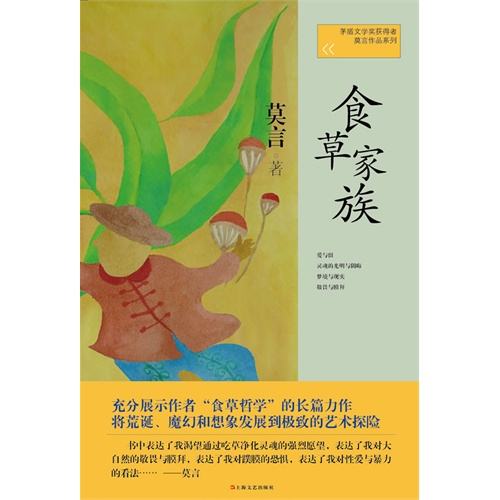 茅盾文学奖获得者
莫言作品系列
食草家族
莫言·著
爱与恨
灵魂的光明与阴晦
梦境与现实
敬畏与膜拜
充分展示作者“食草哲学”的长篇力作
将荒诞、魔幻和想象发展到极致的艺术探险
书中表达了我渴望通过吃草净化灵魂的强烈愿望，表达了我对大
自然的敬畏与膜拜，表达了我对蹼膜的恐惧，表达了我对性爱与暴力
的看法…… ——莫言
上海文艺出版社